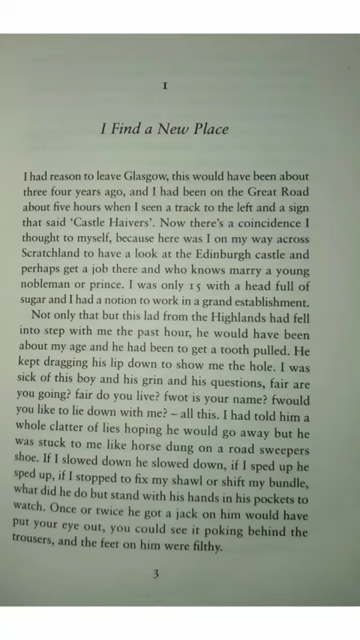 I
I Find a New Place
I had reason to leave Glasgow, this would have been about
three four years ago, and I had been on the Great Road
about five hours when I seen a track to the left and a sign
that said ‘Castle Haivers’. Now there’s a coincidence I
thought to myself, because here was I on my way across
Scratchland to have a look at the Edinburgh castle and
perhaps get a job there and who knows marry a young
nobleman or prince. I was only 15 with a head full of
sugar and I had a notion to work in a grand establishment.
Not only that but this lad from the Highlands had fell
into step with me the past hour, he would have been
about my age and he had been to get a tooth pulled. He
kept dragging his lip down to show me the hole. I was
sick of this boy and his grin and his questions, fair are
you going? fair do you live? fwot is your name? fwould
you like to lie down with me? – all this. I had told him a
whole clatter of lies hoping he would go away but he
was stuck to me like horse dung on a road sweepers
shoe. If I slowed down he slowed down, if I sped up he
sped up, if I stopped to fix my shawl or shift my bundle,
what did he do but stand with his hands in his pockets to
watch. Once or twice he got a jack on him would have
put your eye out, you could see it poking behind the
trousers, and the feet on him were filthy.
3